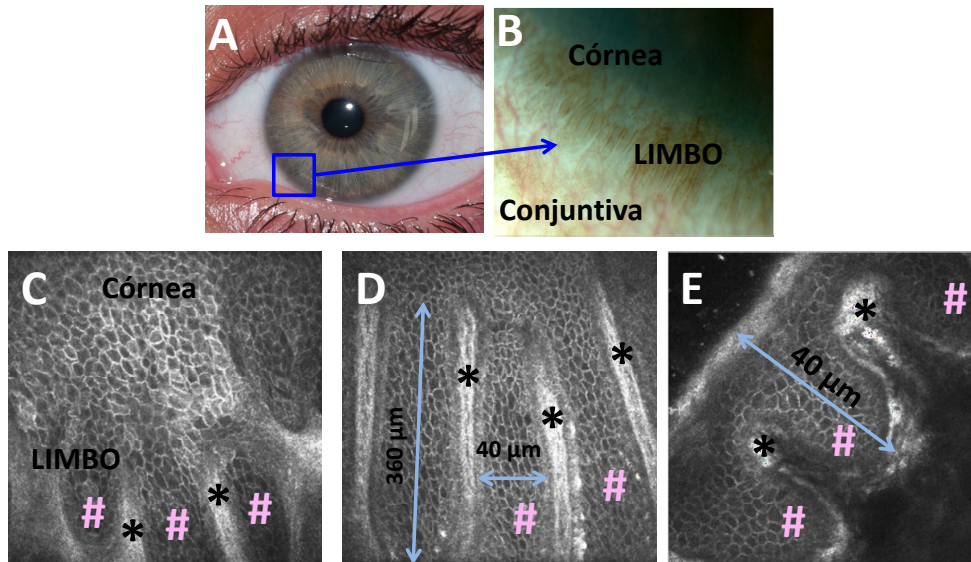 A
B
Córnea
LIMBO
Conjuntiva
C
Córnea
LIMBO
# * # * #
D
360 µm
40 µm
* * *
# #
E
40 µm
* *
# # #